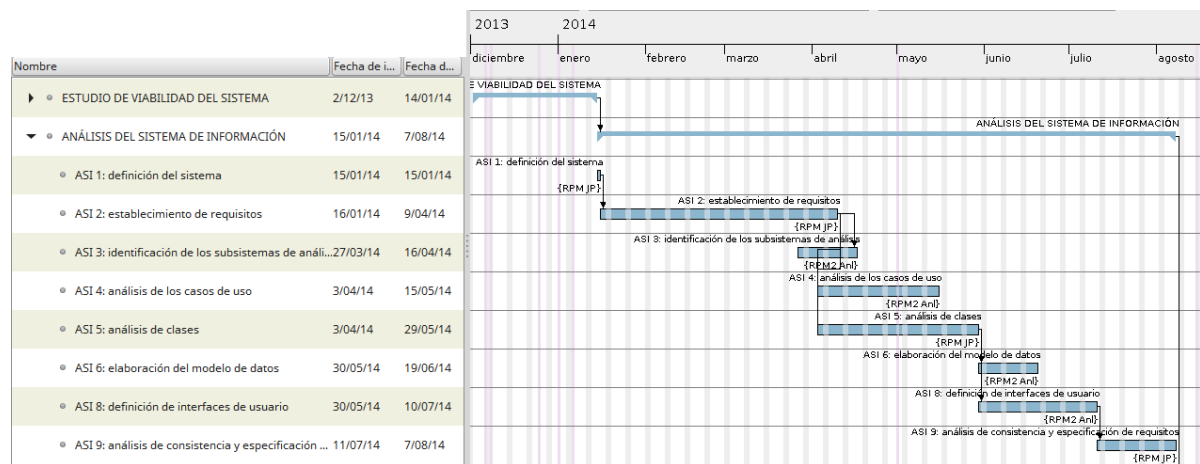 2013 2014
diciembre enero febrero marzo abril mayo junio julio agosto
Nombre Fecha de i... Fecha d...
ESTUDIO DE VIABILIDAD DEL SISTEMA 2/12/13 14/01/14
E VIABILIDAD DEL SISTEMA
ANÁLISIS DEL SISTEMA DE INFORMACIÓN 15/01/14 7/08/14
ANÁLISIS DEL SISTEMA DE INFORMACIÓN
ASI 1: definición del sistema 15/01/14 15/01/14
ASI 1: definición del sistema
{RPM JP}
ASI 2: establecimiento de requisitos 16/01/14 9/04/14
ASI 2: establecimiento de requisitos
{RPM JP}
ASI 3: identificación de los subsistemas de análi... 27/03/14 16/04/14
ASI 3: identificación de los subsistemas de análisis
{RPM2 Anl}
ASI 4: análisis de los casos de uso 3/04/14 15/05/14
ASI 4: análisis de los casos de uso
{RPM2 Anl}
ASI 5: análisis de clases 3/04/14 29/05/14
ASI 5: análisis de clases
{RPM JP}
ASI 6: elaboración del modelo de datos 30/05/14 19/06/14
ASI 6: elaboración del modelo de datos
{RPM2 Anl}
ASI 8: definición de interfaces de usuario 30/05/14 10/07/14
ASI 8: definición de interfaces de usuario
{RPM2 Anl}
ASI 9: análisis de consistencia y especificación ... 11/07/14 7/08/14
ASI 9: análisis de consistencia y especificación de requisitos
{RPM JP}